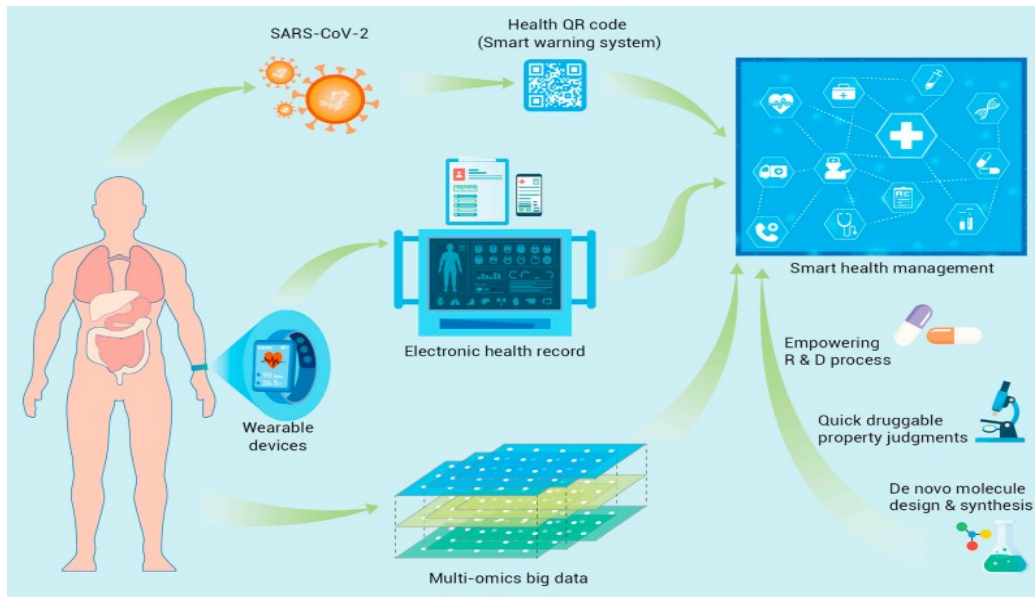 SARS-CoV-2
Health QR code
(Smart warning system)
Smart health management
Electronic health record
Wearable
devices
Multi-omics big data
Empowering
R & D process
Quick druggable
property judgments
De novo molecule
design & synthesis